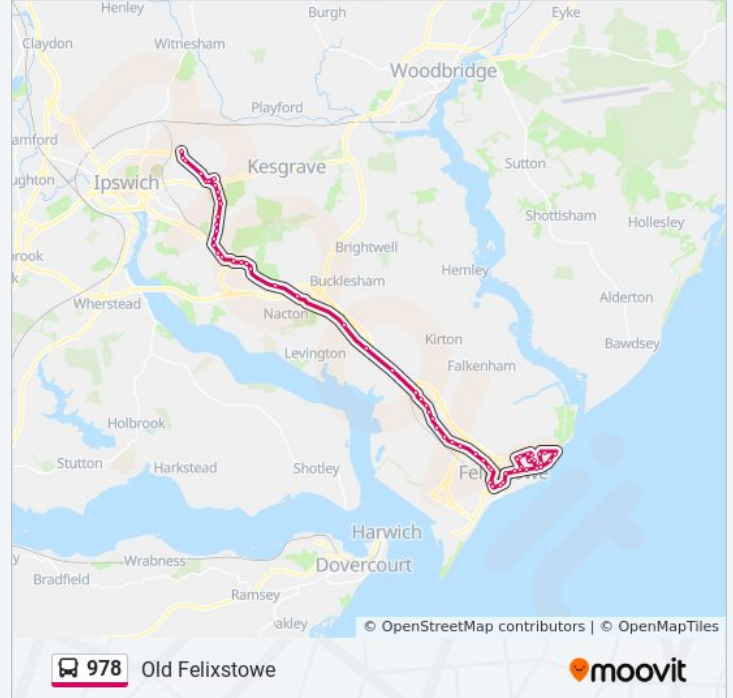 Henley
Burgh
Eyke
Claydon
Witnesham
Woodbridge
Playford
amford
Sutton
Kesgrave
ughton
Ipswich
Shottisham
Hollesley
Brightwell
brook
Hemley
Bucklesham
k
Alderton
Wherstead
Nacton
Kirton
Bawdsey
Levington
Falkenham
Holbrook
Stutton
Harkstead
Shotley
Harwich
y
Wrabness
Dovercourt
Bradfield
Ramsey
oakley
© OpenStreetMap contributors | © OpenMapTiles
978 Old Felixstowe
moovit